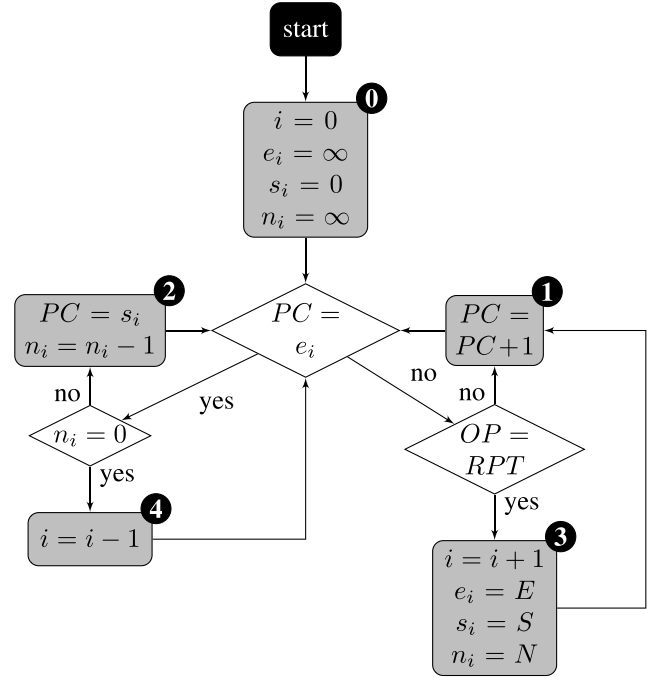 start
0
i = 0
e_i = ∞
s_i = 0
n_i = ∞
2
PC = s_i
n_i = n_i − 1
PC =
e_i
1
PC =
PC+1
no
yes
no
no
n_i = 0
OP =
RPT
yes
yes
4
i = i − 1
3
i = i + 1
e_i = E
s_i = S
n_i = N